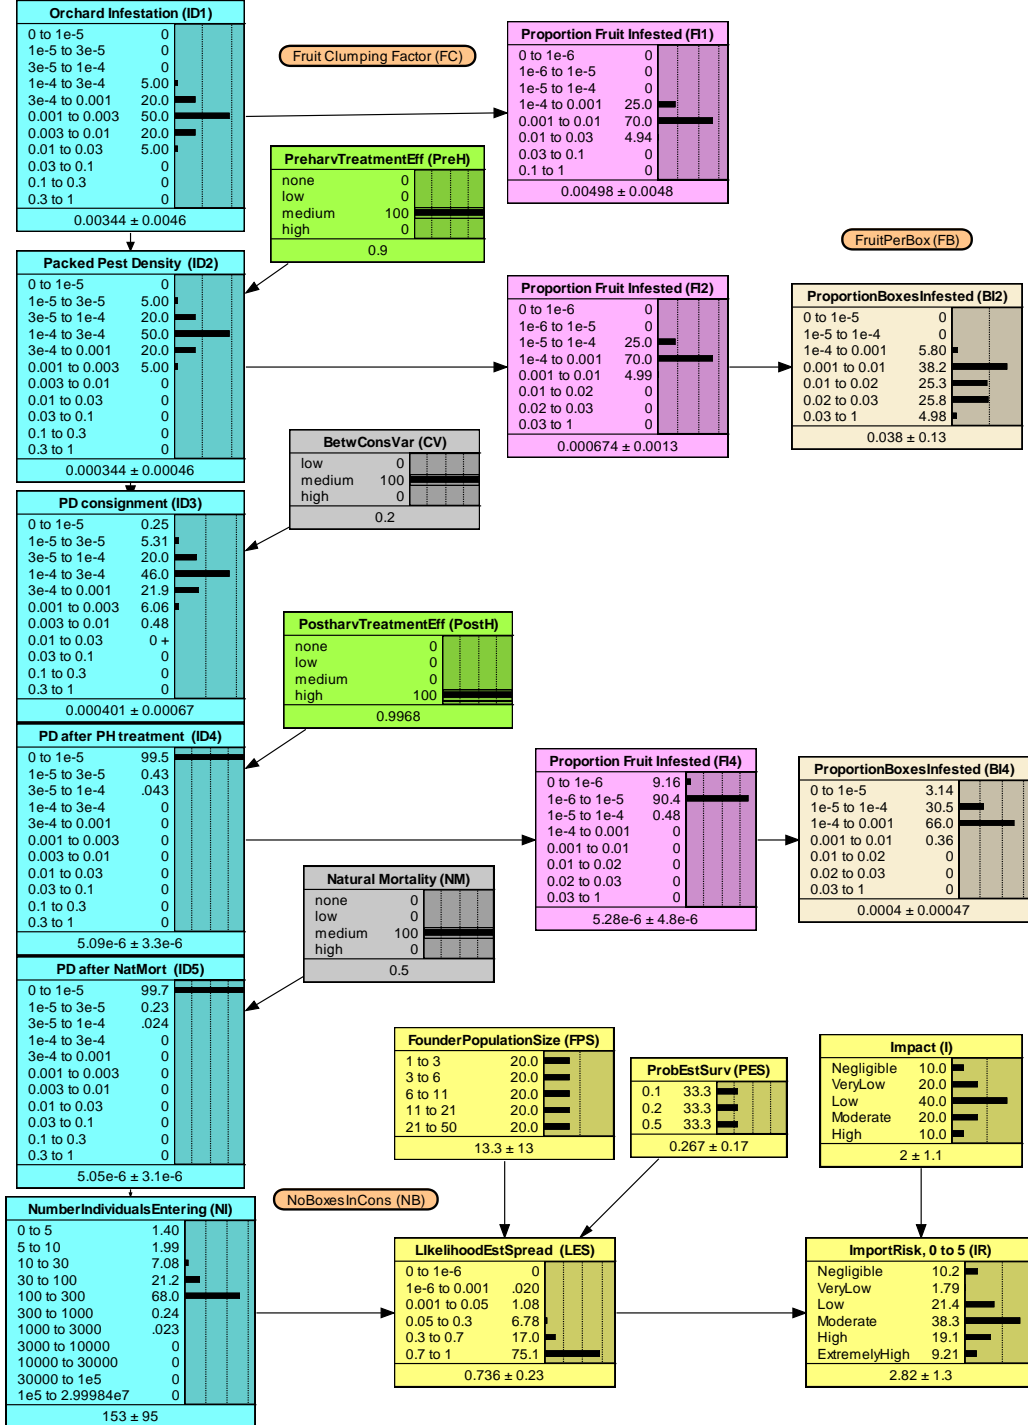 Orchard Infestation (ID1)
0 to 1e-5 0
1e-5 to 3e-5 0
3e-5 to 1e-4 0
1e-4 to 3e-4 5.00
3e-4 to 0.001 20.0
0.001 to 0.003 50.0
0.003 to 0.01 20.0
0.01 to 0.03 5.00
0.03 to 0.1 0
0.1 to 0.3 0
0.3 to 1 0
0.00344 ± 0.0046
Fruit Clumping Factor (FC)
Proportion Fruit Infested (FI1)
0 to 1e-6 0
1e-6 to 1e-5 0
1e-5 to 1e-4 0
1e-4 to 0.001 25.0
0.001 to 0.01 70.0
0.01 to 0.03 4.94
0.03 to 0.1 0
0.1 to 1 0
0.00498 ± 0.0048
PreharvTreatmentEff (PreH)
none 0
low 0
medium 100
high 0
0.9
FruitPerBox (FB)
Packed Pest Density (ID2)
0 to 1e-5 0
1e-5 to 3e-5 5.00
3e-5 to 1e-4 20.0
1e-4 to 3e-4 50.0
3e-4 to 0.001 20.0
0.001 to 0.003 5.00
0.003 to 0.01 0
0.01 to 0.03 0
0.03 to 0.1 0
0.1 to 0.3 0
0.3 to 1 0
0.000344 ± 0.00046
Proportion Fruit Infested (FI2)
0 to 1e-6 0
1e-6 to 1e-5 0
1e-5 to 1e-4 25.0
1e-4 to 0.001 70.0
0.001 to 0.01 4.99
0.01 to 0.02 0
0.02 to 0.03 0
0.03 to 1 0
0.000674 ± 0.0013
ProportionBoxesInfested (BI2)
0 to 1e-5 0
1e-5 to 1e-4 0
1e-4 to 0.001 5.80
0.001 to 0.01 38.2
0.01 to 0.02 25.3
0.02 to 0.03 25.8
0.03 to 1 4.98
0.038 ± 0.13
BetwConsVar (CV)
low 0
medium 100
high 0
0.2
PD consignment (ID3)
0 to 1e-5 0.25
1e-5 to 3e-5 5.31
3e-5 to 1e-4 20.0
1e-4 to 3e-4 46.0
3e-4 to 0.001 21.9
0.001 to 0.003 6.06
0.003 to 0.01 0.48
0.01 to 0.03 0 +
0.03 to 0.1 0
0.1 to 0.3 0
0.3 to 1 0
0.000401 ± 0.00067
PostharvTreatmentEff (PostH)
none 0
low 0
medium 0
high 100
0.9968
PD after PH treatment (ID4)
0 to 1e-5 99.5
1e-5 to 3e-5 0.43
3e-5 to 1e-4 .043
1e-4 to 3e-4 0
3e-4 to 0.001 0
0.001 to 0.003 0
0.003 to 0.01 0
0.01 to 0.03 0
0.03 to 0.1 0
0.1 to 0.3 0
0.3 to 1 0
5.09e-6 ± 3.3e-6
Proportion Fruit Infested (FI4)
0 to 1e-6 9.16
1e-6 to 1e-5 90.4
1e-5 to 1e-4 0.48
1e-4 to 0.001 0
0.001 to 0.01 0
0.01 to 0.02 0
0.02 to 0.03 0
0.03 to 1 0
5.28e-6 ± 4.8e-6
ProportionBoxesInfested (BI4)
0 to 1e-5 3.14
1e-5 to 1e-4 30.5
1e-4 to 0.001 66.0
0.001 to 0.01 0.36
0.01 to 0.02 0
0.02 to 0.03 0
0.03 to 1 0
0.0004 ± 0.00047
Natural Mortality (NM)
none 0
low 0
medium 100
high 0
0.5
PD after NatMort (ID5)
0 to 1e-5 99.7
1e-5 to 3e-5 0.23
3e-5 to 1e-4 .024
1e-4 to 3e-4 0
3e-4 to 0.001 0
0.001 to 0.003 0
0.003 to 0.01 0
0.01 to 0.03 0
0.03 to 0.1 0
0.1 to 0.3 0
0.3 to 1 0
5.05e-6 ± 3.1e-6
FounderPopulationSize (FPS)
1 to 3 20.0
3 to 6 20.0
6 to 11 20.0
11 to 21 20.0
21 to 50 20.0
13.3 ± 13
ProbEstSurv (PES)
0.1 33.3
0.2 33.3
0.5 33.3
0.267 ± 0.17
Impact (I)
Negligible 10.0
VeryLow 20.0
Low 40.0
Moderate 20.0
High 10.0
2 ± 1.1
NoBoxesInCons (NB)
NumberIndividualsEntering (NI)
0 to 5 1.40
5 to 10 1.99
10 to 30 7.08
30 to 100 21.2
100 to 300 68.0
300 to 1000 0.24
1000 to 3000 .023
3000 to 10000 0
10000 to 30000 0
30000 to 1e5 0
1e5 to 2.99984e7 0
153 ± 95
LIkelihoodEstSpread (LES)
0 to 1e-6 0
1e-6 to 0.001 .020
0.001 to 0.05 1.08
0.05 to 0.3 6.78
0.3 to 0.7 17.0
0.7 to 1 75.1
0.736 ± 0.23
ImportRisk, 0 to 5 (IR)
Negligible 10.2
VeryLow 1.79
Low 21.4
Moderate 38.3
High 19.1
ExtremelyHigh 9.21
2.82 ± 1.3